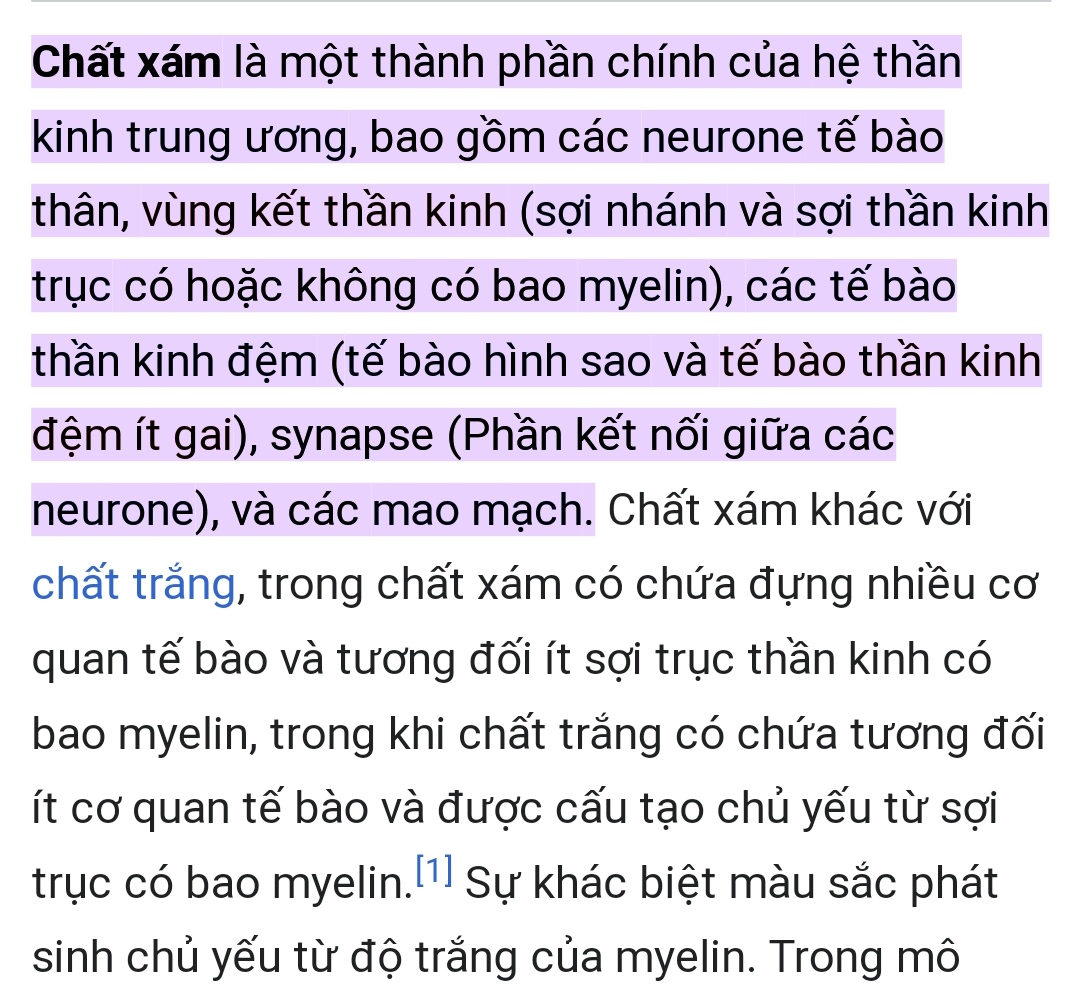 Chất xám là một thành phần chính của hệ thần
kinh trung ương, bao gồm các neurone tế bào
thân, vùng kết thần kinh (sợi nhánh và sợi thần kinh
trục có hoặc không có bao myelin), các tế bào
thần kinh đệm (tế bào hình sao và tế bào thần kinh
đệm ít gai), synapse (Phần kết nối giữa các
neurone), và các mao mạch. Chất xám khác với
chất trắng, trong chất xám có chứa đựng nhiều cơ
quan tế bào và tương đối ít sợi trục thần kinh có
bao myelin, trong khi chất trắng có chứa tương đối
ít cơ quan tế bào và được cấu tạo chủ yếu từ sợi
trục có bao myelin.[1] Sự khác biệt màu sắc phát
sinh chủ yếu từ độ trắng của myelin. Trong mô